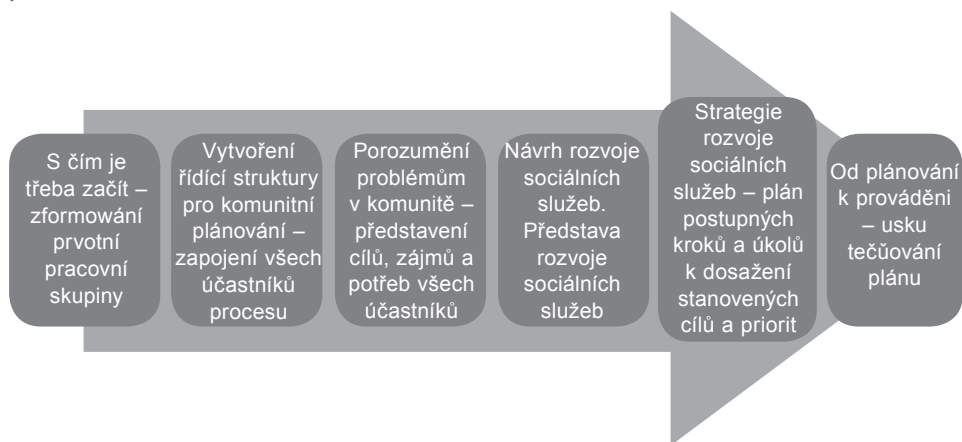 S čím je
třeba začít –
zformování
prvotní
pracovní
skupiny
Vytvoření
řídící struktury
pro komunitní
plánování –
zapojení všech
účastníků
procesu
Porozumění
problémům
v komunitě –
představení
cílů, zájmů a
potřeb všech
účastníků
Návrh rozvoje
sociálních
služeb.
Představa
rozvoje
sociálních
služeb
Strategie
rozvoje
sociálních
služeb – plán
postupných
kroků a úkolů
k dosažení
stanovených
cílů a priorit
Od plánování
k prováděni
– usku
tečůování
plánu